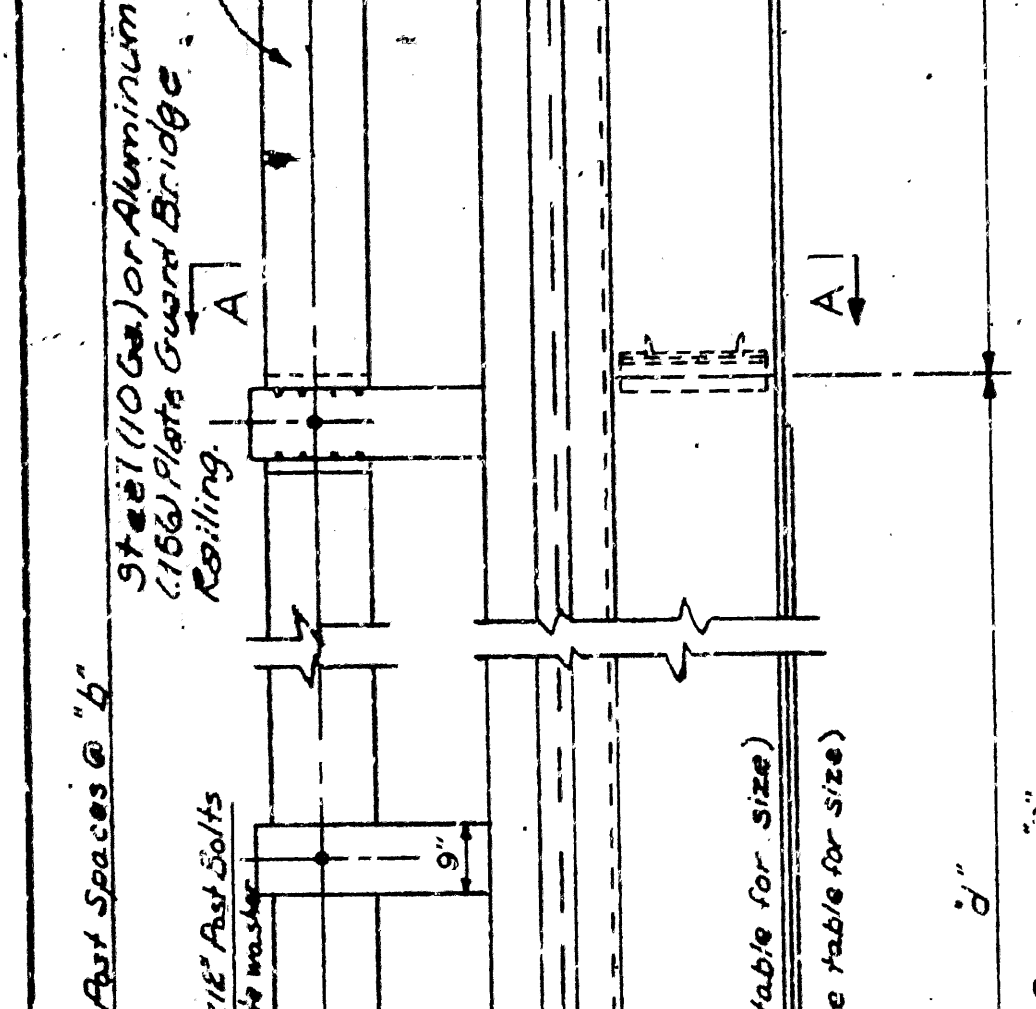 Steel (10 Ga.) or Aluminum
(.156) Plate Guard Bridge
Railing.
A
A
Post Spaces @ "b"
Post Bolts
washer
9"
table for size)
table for size)
"d"